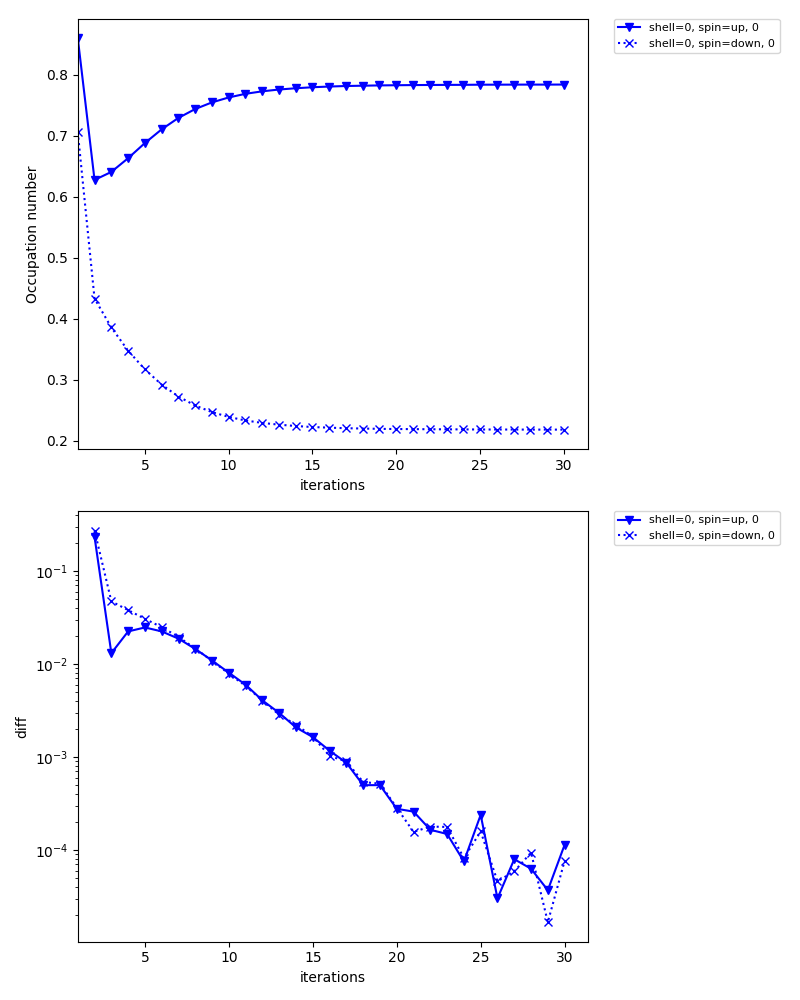 0.8
0.7
0.6
0.5
0.4
0.3
0.2
Occupation number
5 10 15 20 25 30
iterations
shell=0, spin=up, 0
shell=0, spin=down, 0
10⁻¹
10⁻²
10⁻³
10⁻⁴
diff
5 10 15 20 25 30
iterations
shell=0, spin=up, 0
shell=0, spin=down, 0